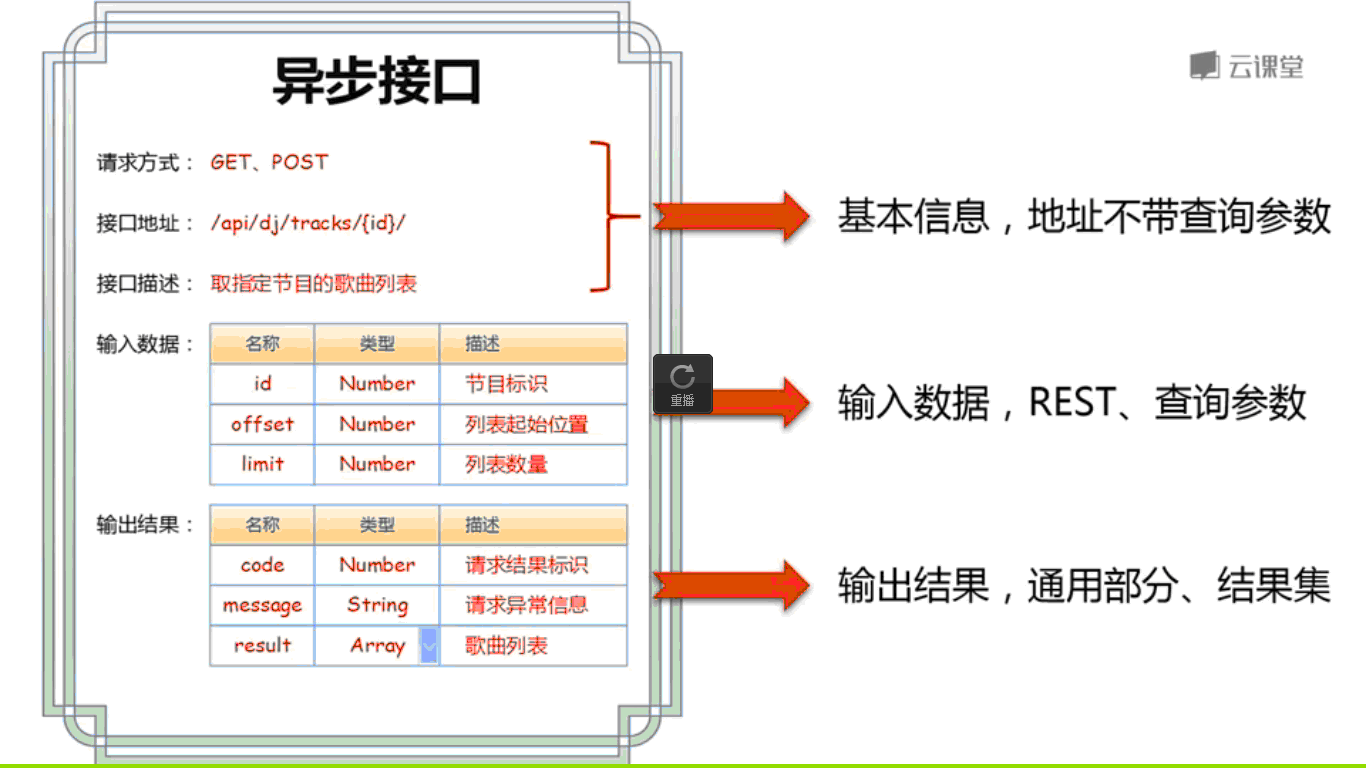 异步接口
云课堂
请求方式： GET、POST
接口地址： /api/dj/tracks/{id}/
接口描述： 取指定节目的歌曲列表
基本信息，地址不带查询参数
输入数据： 名称 类型 描述
id Number 节目标识
offset Number 列表起始位置
limit Number 列表数量
重播
输入数据，REST、查询参数
输出结果： 名称 类型 描述
code Number 请求结果标识
message String 请求异常信息
result Array 歌曲列表
输出结果，通用部分、结果集